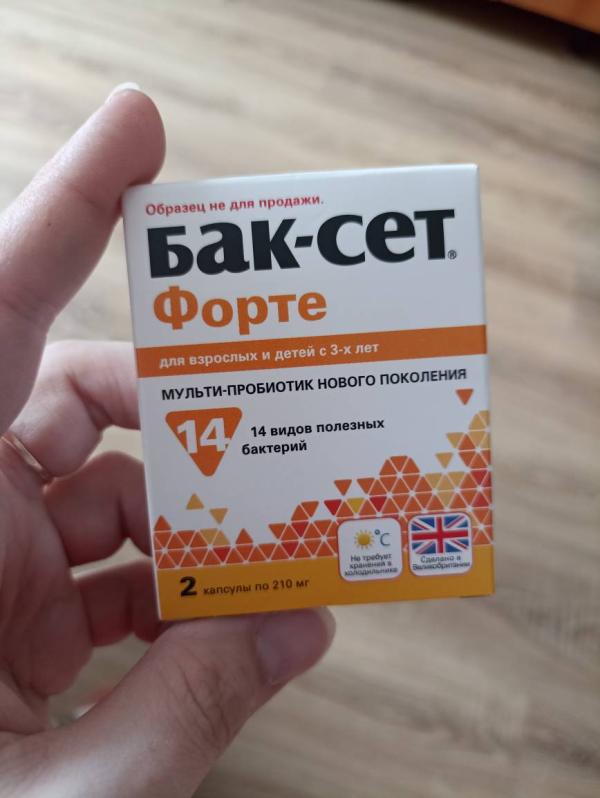 Образец не для продажи.
Бак-сет®
Форте
для взрослых и детей с 3-х лет
МУЛЬТИ-ПРОБИОТИК НОВОГО ПОКОЛЕНИЯ
14
14 видов полезных
бактерий
°C
Не требует
хранения в
холодильнике
Сделано в
Великобритании
2 капсулы по 210 мг